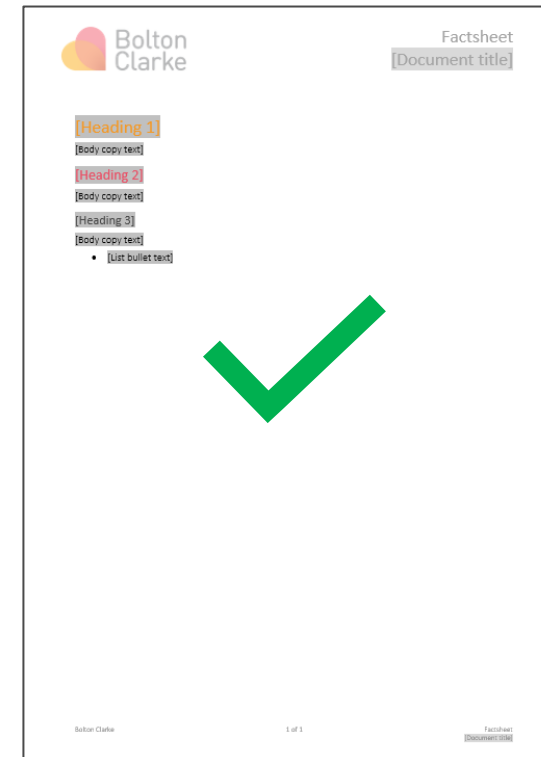 Bolton
Clarke
Factsheet
[Document title]
[Heading 1]
[Body copy text]
[Heading 2]
[Body copy text]
[Heading 3]
[Body copy text]
• [List bullet text]
Bolton Clarke
1 of 1
Factsheet
[Document title]